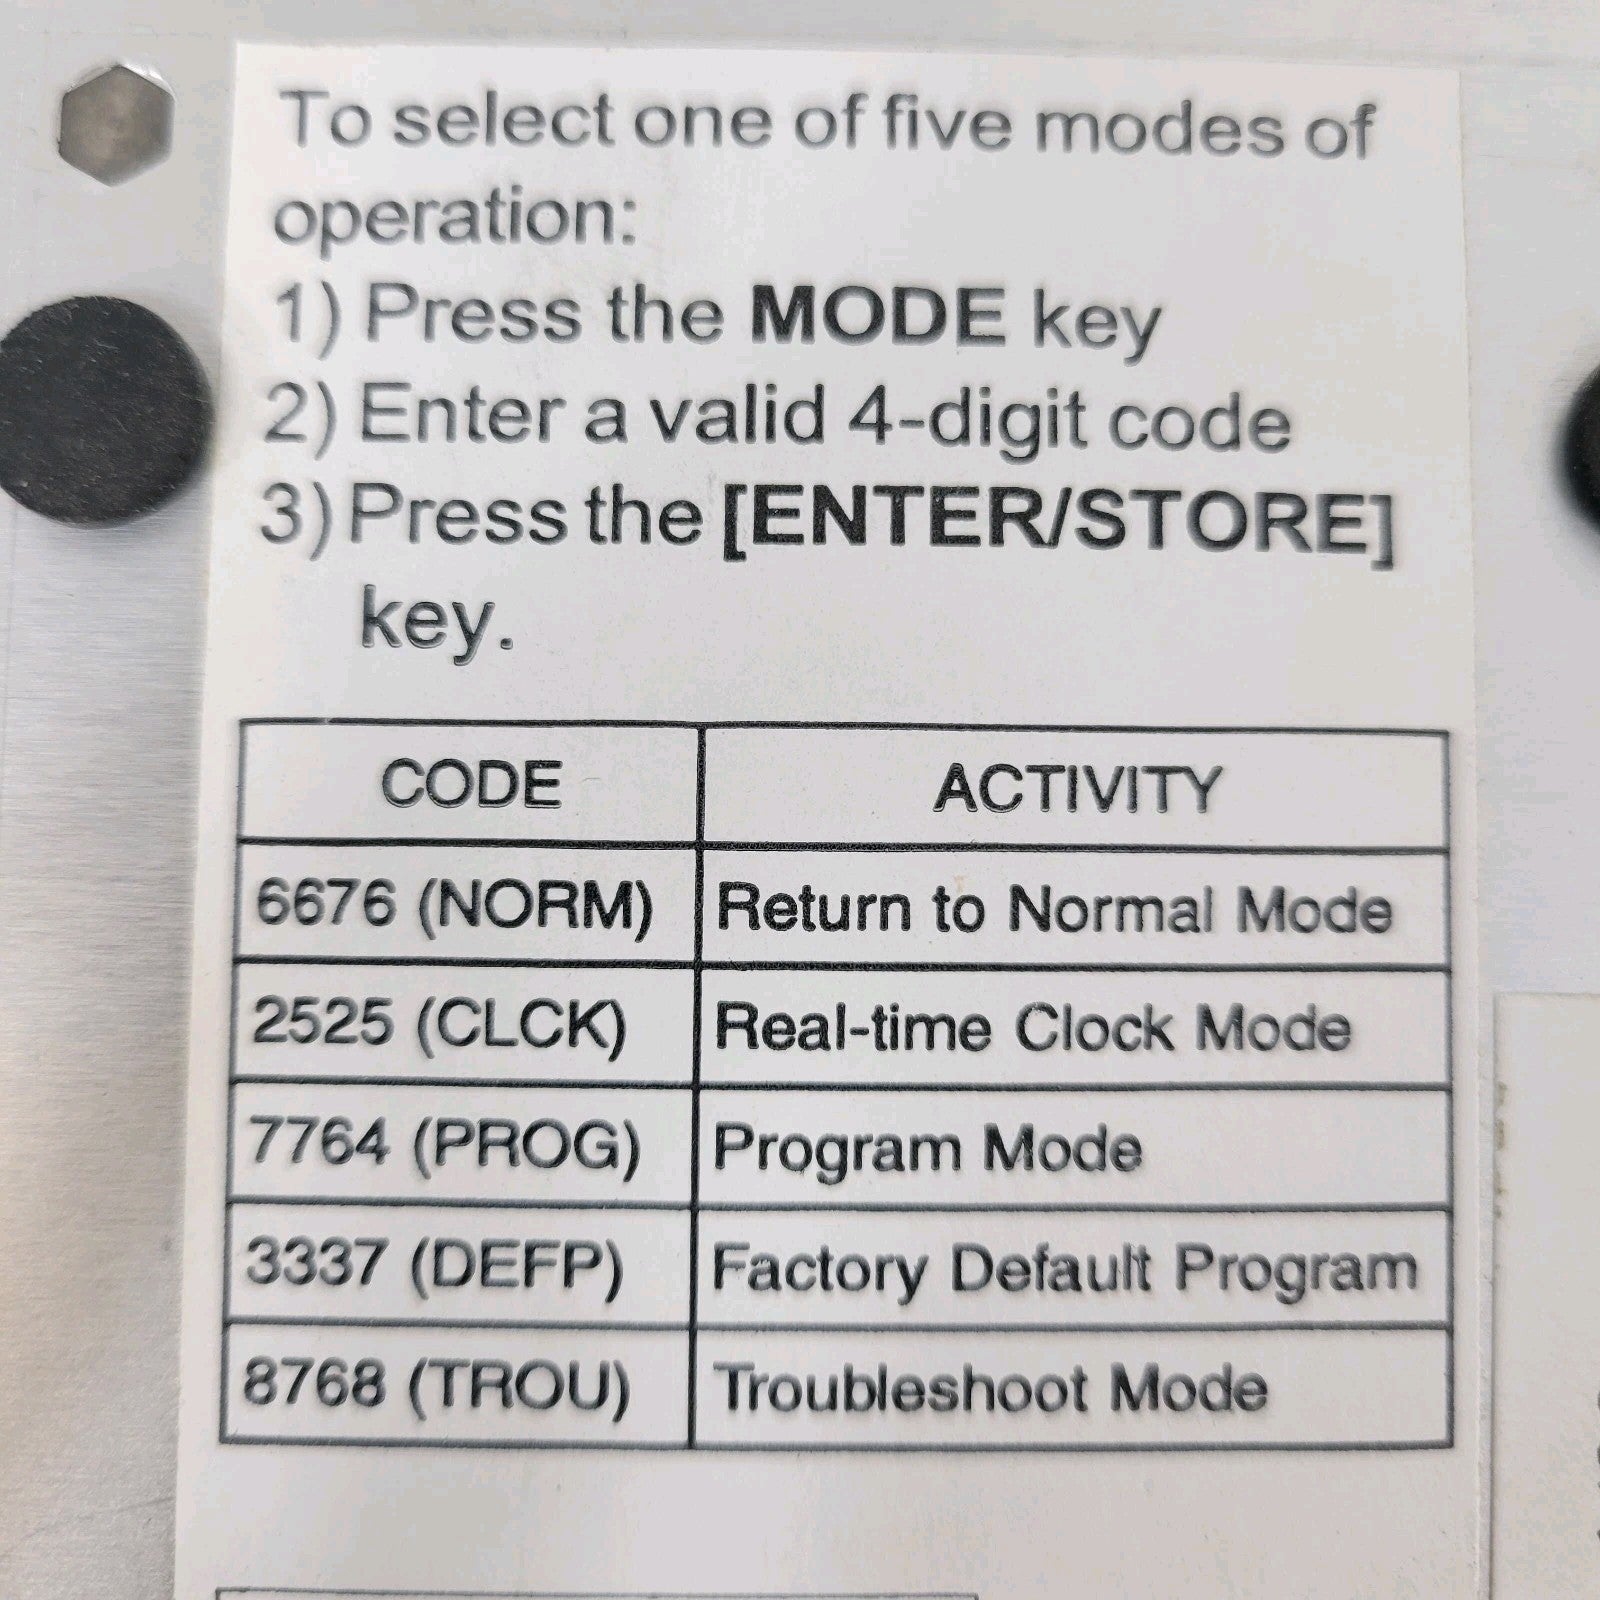 To select one of five modes of
operation:
1) Press the MODE key
2) Enter a valid 4-digit code
3) Press the [ENTER/STORE]
key.
CODE ACTIVITY
6676 (NORM) Return to Normal Mode
2525 (CLCK) Real-time Clock Mode
7764 (PROG) Program Mode
3337 (DEFP) Factory Default Program
8768 (TROU) Troubleshoot Mode